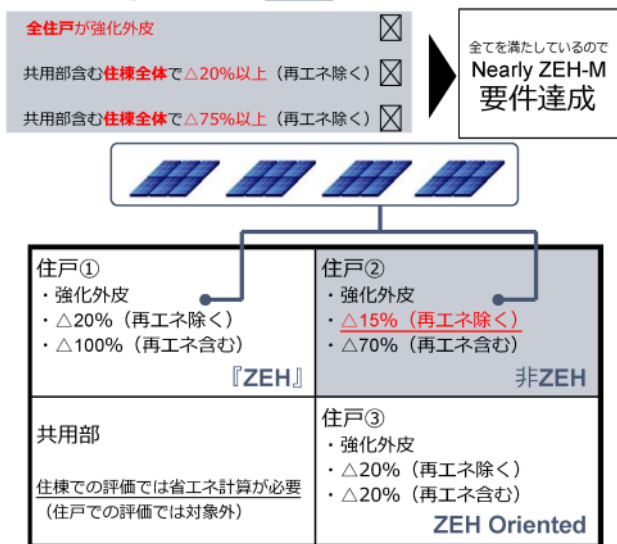 全住戸が強化外皮
共用部含む住棟全体で△20%以上（再エネ除く）
共用部含む住棟全体で△75%以上（再エネ除く）
全てを満たしているので
Nearly ZEH-M
要件達成
住戸①
・強化外皮
・△20%（再エネ除く）
・△100%（再エネ含む）
『ZEH』
住戸②
・強化外皮
・△15%（再エネ除く）
・△70%（再エネ含む）
非ZEH
共用部
住棟での評価では省エネ計算が必要
（住戸での評価では対象外）
住戸③
・強化外皮
・△20%（再エネ除く）
・△20%（再エネ含む）
ZEH Oriented